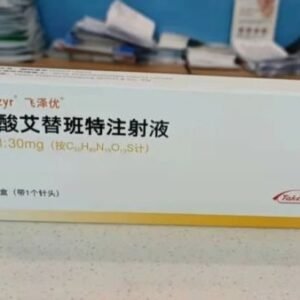 zyr® 飞泽优®
酸艾替班特注射液
:30mg（按C₅₉H₈₉N₁₉O₁₃S计）
盒（带1个针头）
Take